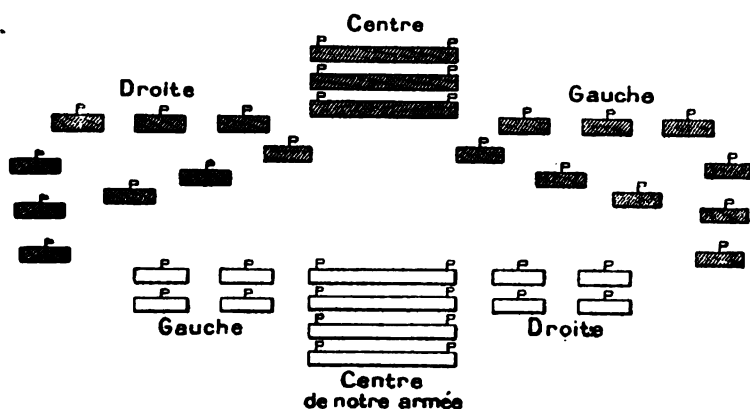 Centre
Droite
Gauche
Gauche
Droite
Centre
de notre armée